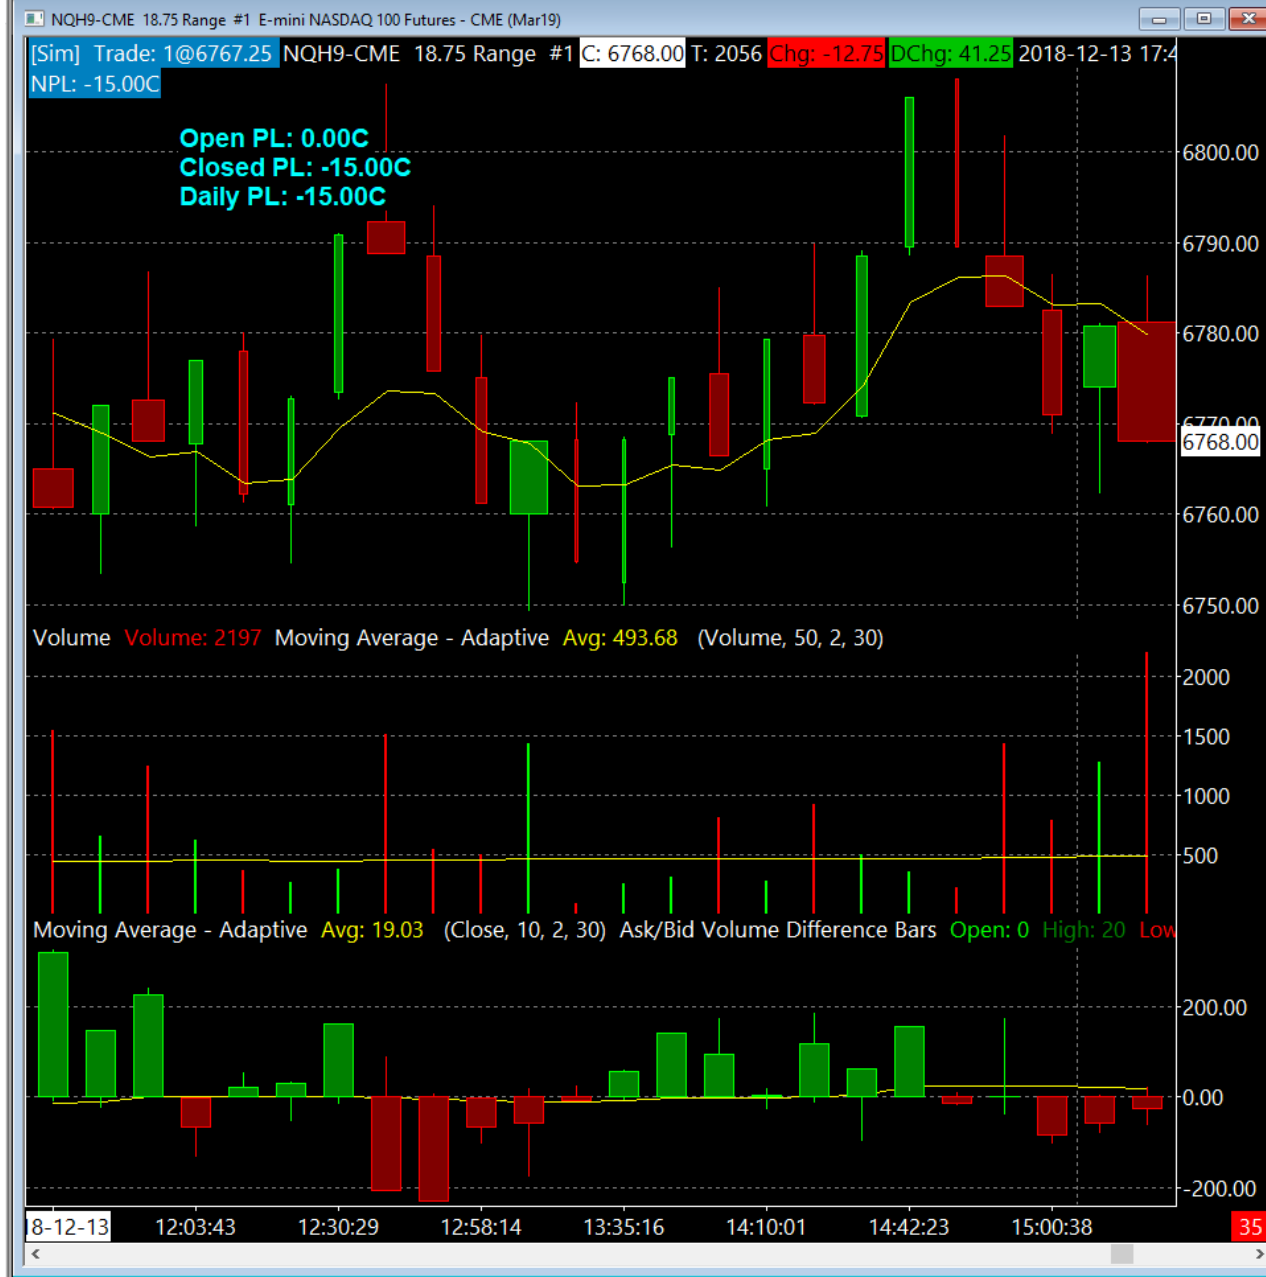 NQH9-CME 18.75 Range #1 E-mini NASDAQ 100 Futures - CME (Mar19)
[Sim] Trade: 1@6767.25 NQH9-CME 18.75 Range #1 C: 6768.00 T: 2056 Chg: -12.75 DChg: 41.25 2018-12-13 17:4
NPL: -15.00C
Open PL: 0.00C
Closed PL: -15.00C
Daily PL: -15.00C
6800.00
6790.00
6780.00
6770.00
6768.00
6760.00
6750.00
Volume Volume: 2197 Moving Average - Adaptive Avg: 493.68 (Volume, 50, 2, 30)
2000
1500
1000
500
Moving Average - Adaptive Avg: 19.03 (Close, 10, 2, 30) Ask/Bid Volume Difference Bars Open: 0 High: 20 Low
200.00
0.00
-200.00
18-12-13 12:03:43 12:30:29 12:58:14 13:35:16 14:10:01 14:42:23 15:00:38 35